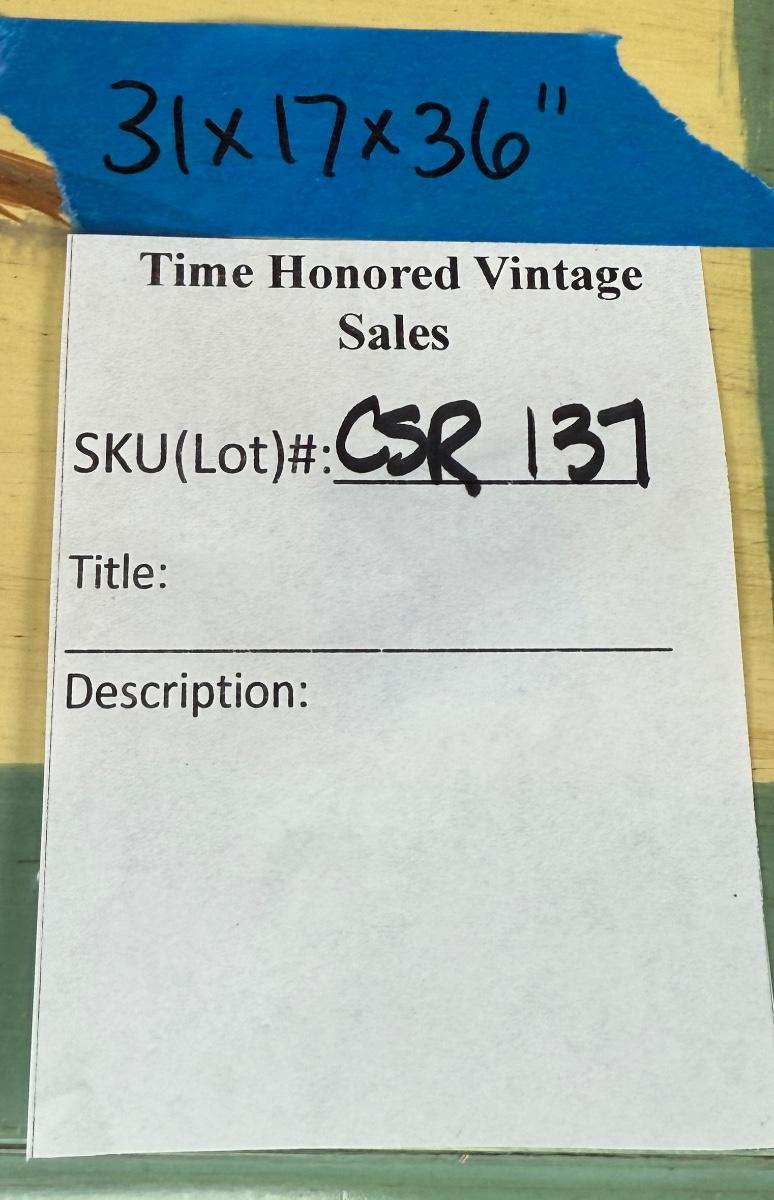 31x17x36"
Time Honored Vintage
Sales
SKU(Lot)#: CSR 137
Title:
Description: